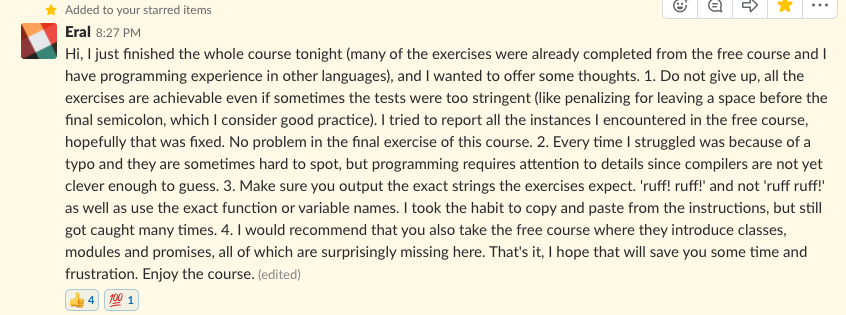 Added to your starred items
Eral 8:27 PM
Hi, I just finished the whole course tonight (many of the exercises were already completed from the free course and I
have programming experience in other languages), and I wanted to offer some thoughts. 1. Do not give up, all the
exercises are achievable even if sometimes the tests were too stringent (like penalizing for leaving a space before the
final semicolon, which I consider good practice). I tried to report all the instances I encountered in the free course,
hopefully that was fixed. No problem in the final exercise of this course. 2. Every time I struggled was because of a
typo and they are sometimes hard to spot, but programming requires attention to details since compilers are not yet
clever enough to guess. 3. Make sure you output the exact strings the exercises expect. 'ruff! ruff!' and not 'ruff ruff!'
as well as use the exact function or variable names. I took the habit to copy and paste from the instructions, but still
got caught many times. 4. I would recommend that you also take the free course where they introduce classes,
modules and promises, all of which are surprisingly missing here. That's it, I hope that will save you some time and
frustration. Enjoy the course. (edited)
4 100 1